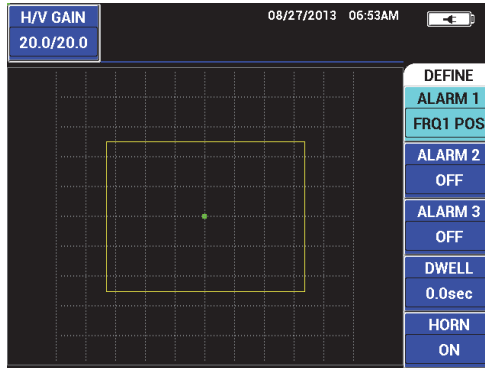 H/V GAIN
20.0/20.0
08/27/2013 06:53AM
DEFINE
ALARM 1
FRQ1 POS
ALARM 2
OFF
ALARM 3
OFF
DWELL
0.0sec
HORN
ON